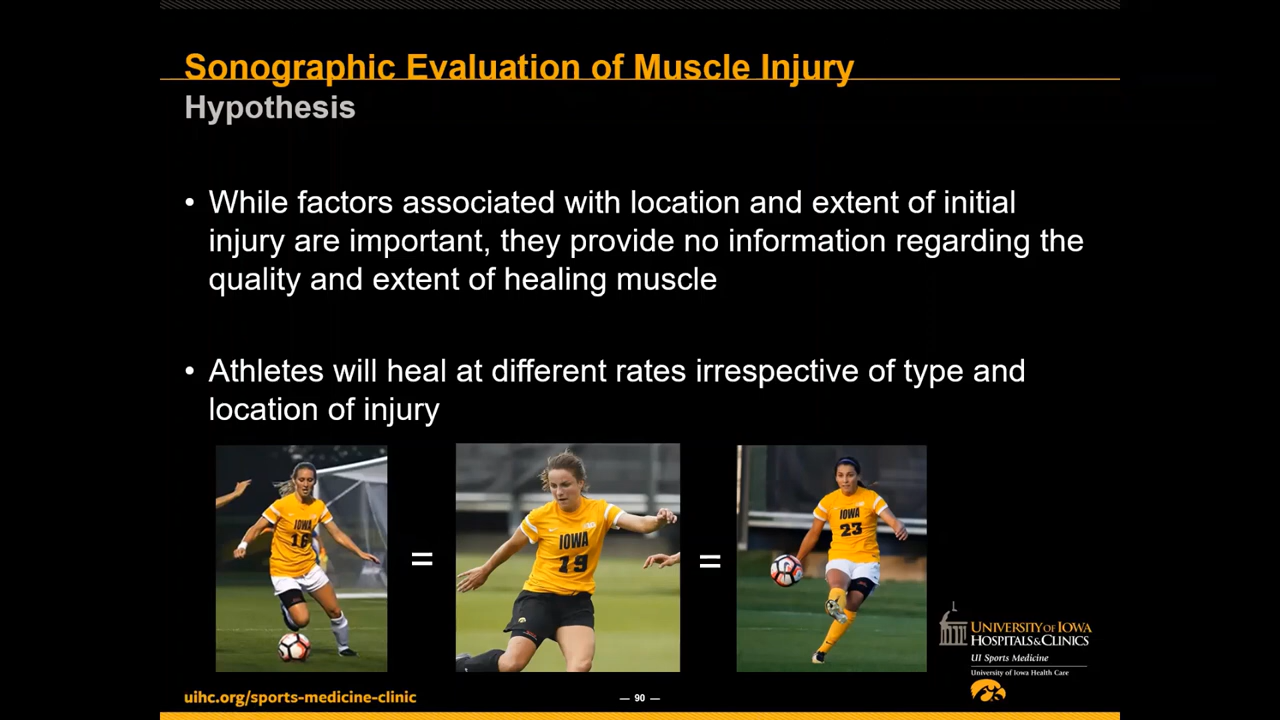 Sonographic Evaluation of Muscle Injury
Hypothesis
• While factors associated with location and extent of initial
injury are important, they provide no information regarding the
quality and extent of healing muscle
• Athletes will heal at different rates irrespective of type and
location of injury
IOWA
16
=
IOWA
19
=
IOWA
23
UNIVERSITY OF IOWA
HOSPITALS & CLINICS
UI Sports Medicine
University of Iowa Health Care
uihc.org/sports-medicine-clinic
— 90 —